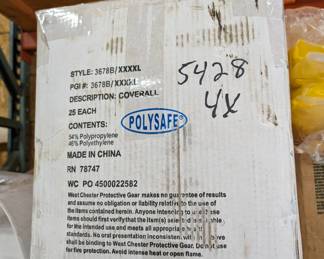 STYLE: 3678B/XXXXL
PGI #: 3678B/XXXXL
DESCRIPTION: COVERALL
25 EACH
CONTENTS:
54% Polypropylene
46% Polyethylene
POLYSAFE®
5428
4X
MADE IN CHINA
RN 78747
WC PO 4500022582
West Chester Protective Gear makes no guarantee of results
and assume no obligation or liability relative to the use of
the items contained herein. Anyone intending to use these
items should first verify that the item(s) selected
for the intended use and meets all appropriate health
standards. No oral presentation inconsistent with the above
shall be binding to West Chester Protective Gear. Do not use
for fire protection. Avoid intense heat or open flame.